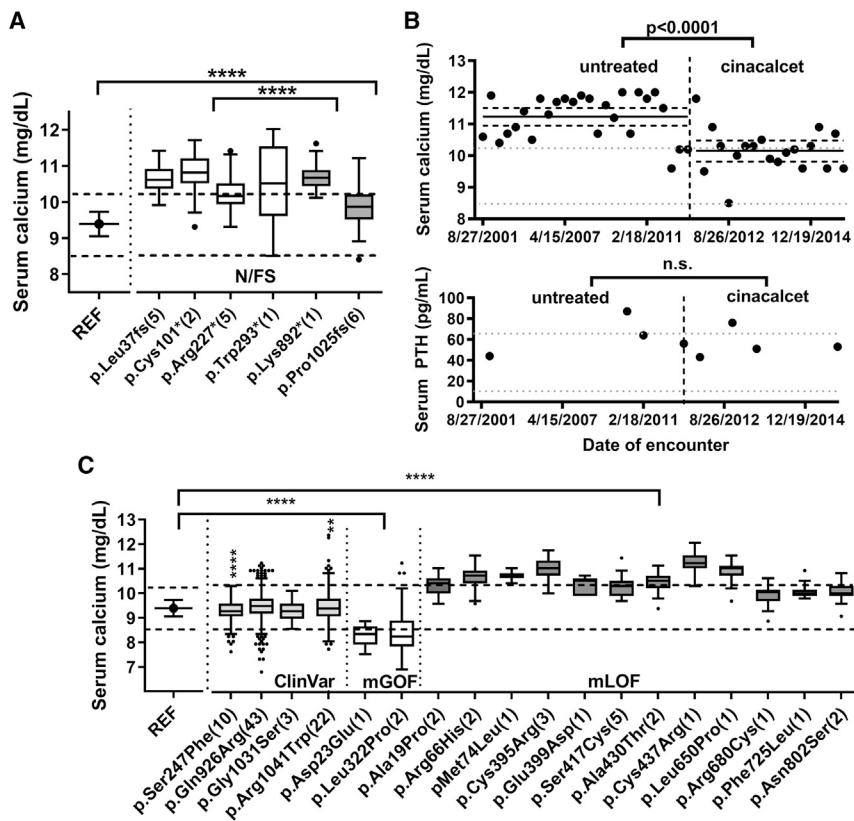 A
****
****
Serum calcium (mg/dL)
12
11
10
9
8
N/FS
REF
p.Leu37fs(5)
p.Cys101*(2)
p.Arg227*(5)
p.Trp293*(1)
p.Lys892*(1)
p.Pro1025fs(6)
B
p<0.0001
untreated
cinacalcet
Serum calcium (mg/dL)
13
12
11
10
9
8
8/27/2001 4/15/2007 2/18/2011 8/26/2012 12/19/2014
n.s.
untreated
cinacalcet
Serum PTH (pg/mL)
100
80
60
40
20
0
8/27/2001 4/15/2007 2/18/2011 8/26/2012 12/19/2014
Date of encounter
C
****
****
Serum calcium (mg/dL)
13
12
11
10
9
8
7
****
**
ClinVar
mGOF
mLOF
REF
p.Ser247Phe(10)
p.Gln926Arg(43)
p.Gly1031Ser(3)
p.Arg1041Trp(22)
p.Asp23Glu(1)
p.Leu322Pro(2)
p.Ala19Pro(2)
p.Arg66His(2)
pMet74Leu(1)
p.Cys395Arg(3)
p.Glu399Asp(1)
p.Ser417Cys(5)
p.Ala430Thr(2)
p.Cys437Arg(1)
p.Leu650Pro(1)
p.Arg680Cys(1)
p.Phe725Leu(1)
p.Asn802Ser(2)